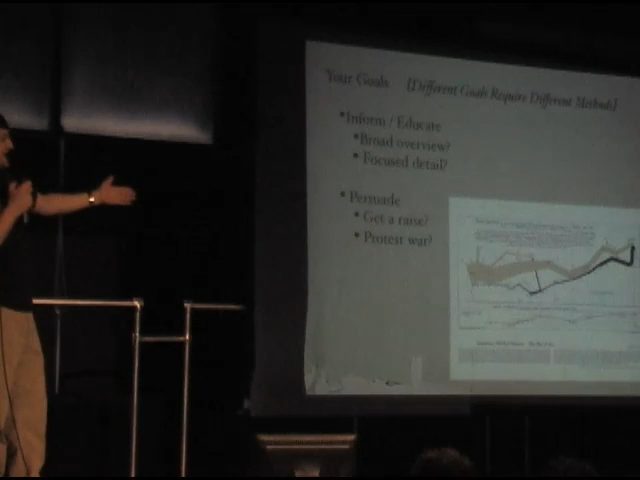 Your Goals [Different Goals Require Different Methods]
•Inform / Educate
•Broad overview?
• Focused detail?
• Persuade
• Get a raise?
• Protest war?